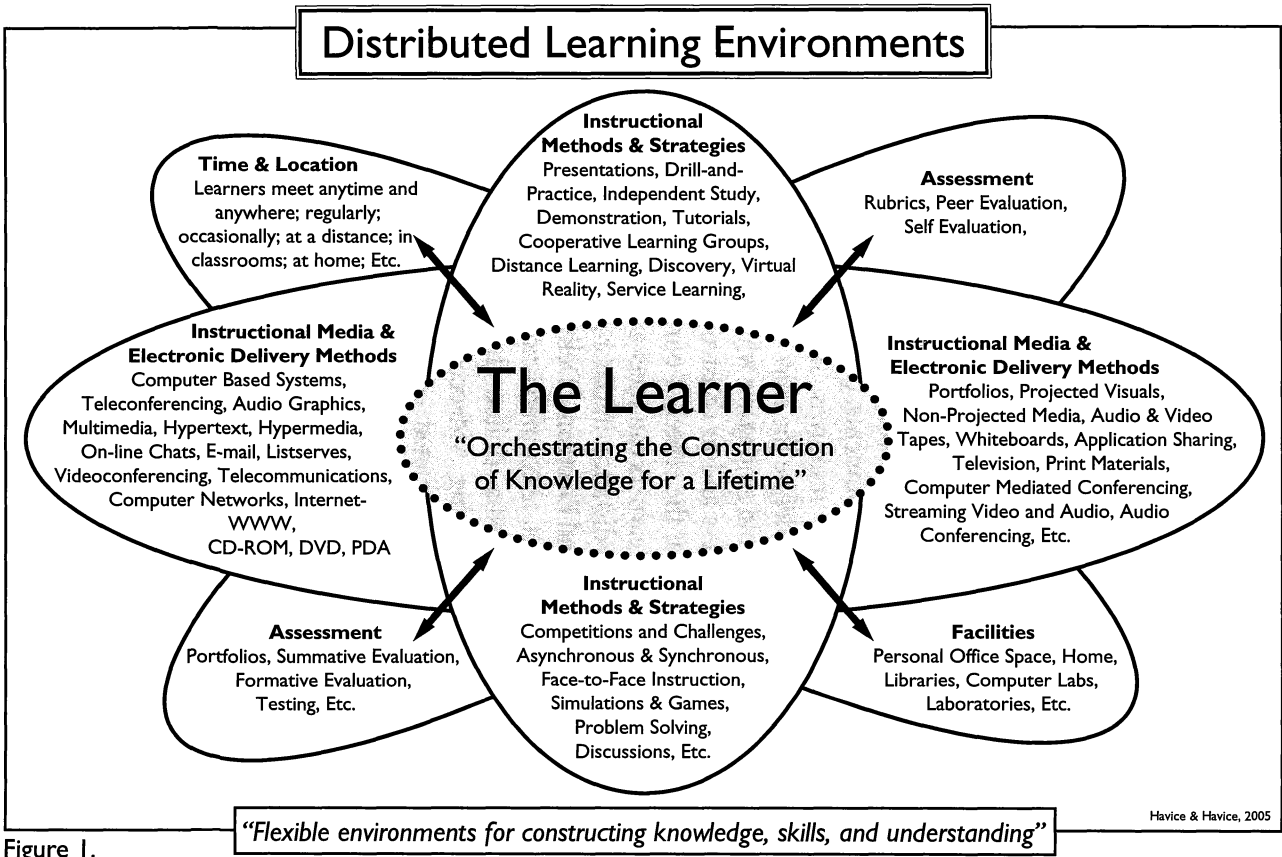 Distributed Learning Environments
Instructional
Methods & Strategies
Presentations, Drill-and-
Practice, Independent Study,
Demonstration, Tutorials,
Cooperative Learning Groups,
Distance Learning, Discovery, Virtual
Reality, Service Learning,
Time & Location
Learners meet anytime and
anywhere; regularly;
occasionally; at a distance; in
classrooms; at home; Etc.
Assessment
Rubrics, Peer Evaluation,
Self Evaluation,
Instructional Media &
Electronic Delivery Methods
Computer Based Systems,
Teleconferencing, Audio Graphics,
Multimedia, Hypertext, Hypermedia,
On-line Chats, E-mail, Listserves,
Videoconferencing, Telecommunications,
Computer Networks, Internet-
WWW,
CD-ROM, DVD, PDA
The Learner
“Orchestrating the Construction
of Knowledge for a Lifetime”
Instructional Media &
Electronic Delivery Methods
Portfolios, Projected Visuals,
Non-Projected Media, Audio & Video
Tapes, Whiteboards, Application Sharing,
Television, Print Materials,
Computer Mediated Conferencing,
Streaming Video and Audio, Audio
Conferencing, Etc.
Assessment
Portfolios, Summative Evaluation,
Formative Evaluation,
Testing, Etc.
Instructional
Methods & Strategies
Competitions and Challenges,
Asynchronous & Synchronous,
Face-to-Face Instruction,
Simulations & Games,
Problem Solving,
Discussions, Etc.
Facilities
Personal Office Space, Home,
Libraries, Computer Labs,
Laboratories, Etc.
Havice & Havice, 2005
“Flexible environments for constructing knowledge, skills, and understanding”
Figure 1.